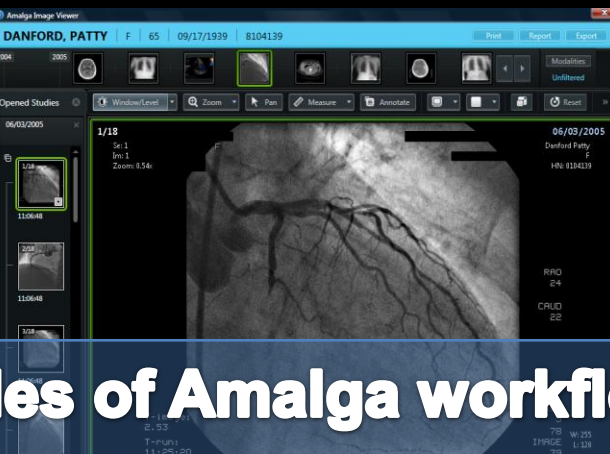 Amalga Image Viewer
DANFORD, PATTY F 65 09/17/1939 8104139 Print Report Export
2005
Modalities
Unfiltered
Opened Studies Window/Level Zoom Pan Measure Annotate Reset
06/03/2005
1/18 06/03/2005
Se: 1 Danford Patty
Im: 1 F
Zoom: 0.54x HN: 0104139
F
1/18
11:06:48
2/18
RAO
24
11:06:48
CAUD
22
3/18
of Amalga
2.53
T-run:
11:25:20
78 W: 255
IMAGE L: 128